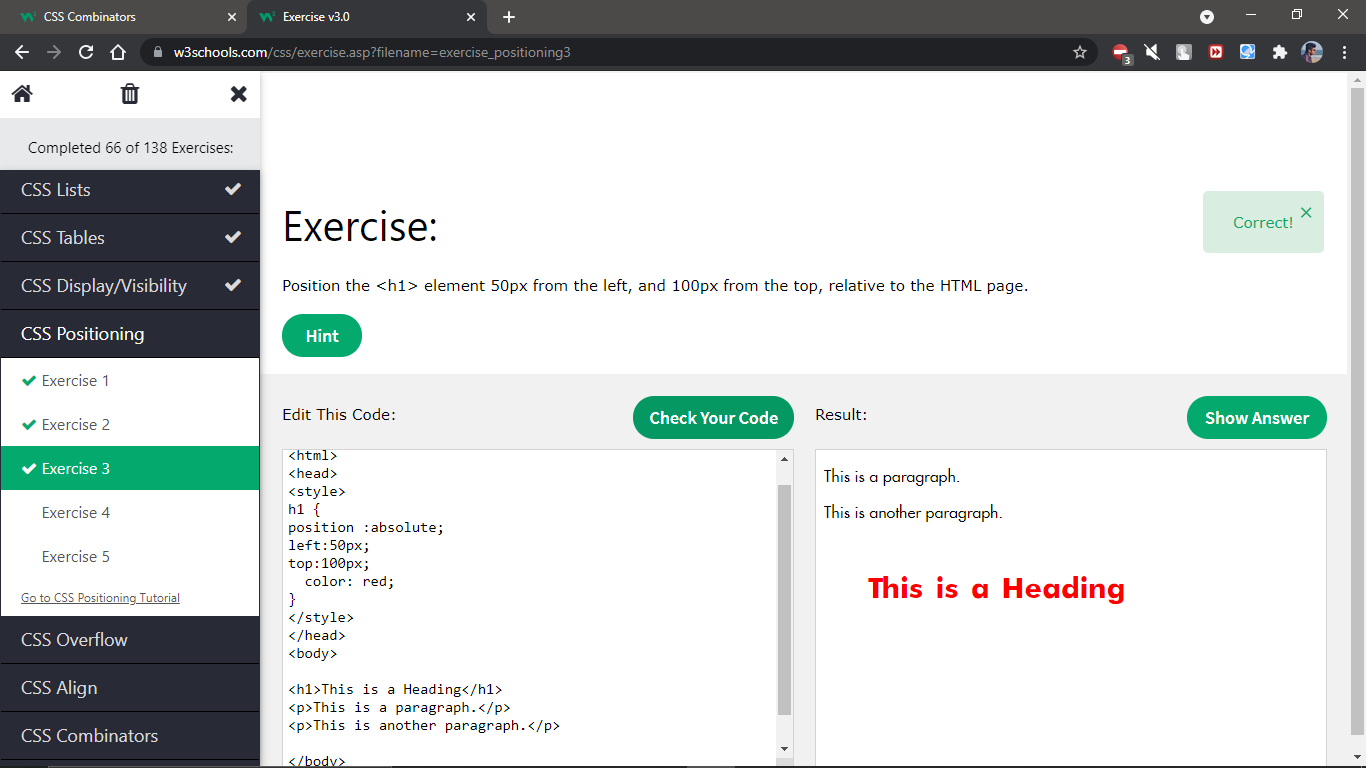 CSS Combinators
Exercise v3.0
w3schools.com/css/exercise.asp?filename=exercise_positioning3
3
Completed 66 of 138 Exercises:
CSS Lists
CSS Tables
CSS Display/Visibility
CSS Positioning
Exercise 1
Exercise 2
Exercise 3
Exercise 4
Exercise 5
Go to CSS Positioning Tutorial
CSS Overflow
CSS Align
CSS Combinators
Exercise:
Correct!
Position the <h1> element 50px from the left, and 100px from the top, relative to the HTML page.
Hint
Edit This Code:
Check Your Code
<html>
<head>
<style>
h1 {
position :absolute;
left:50px;
top:100px;
  color: red;
}
</style>
</head>
<body>

<h1>This is a Heading</h1>
<p>This is a paragraph.</p>
<p>This is another paragraph.</p>

</body>
Result:
Show Answer
This is a paragraph.
This is another paragraph.
This is a Heading